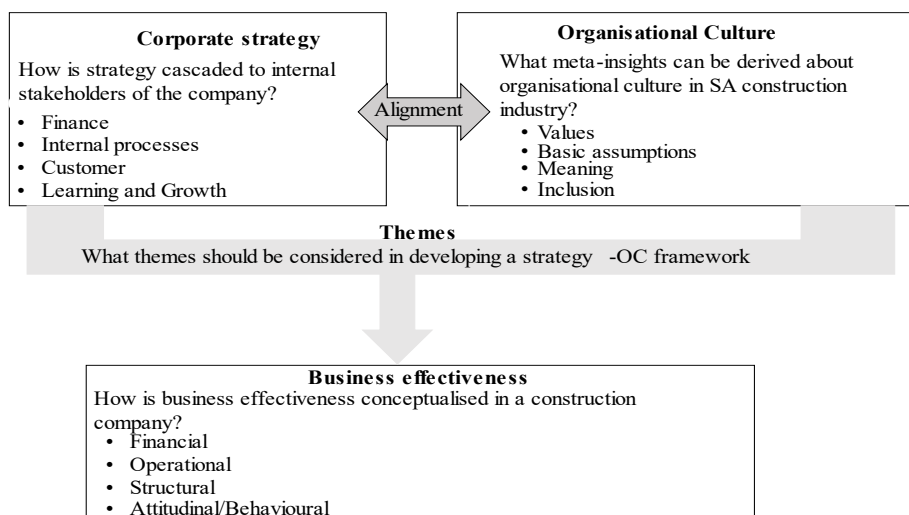 Corporate strategy
How is strategy cascaded to internal
stakeholders of the company?
• Finance
• Internal processes
• Customer
• Learning and Growth
Alignment
Organisational Culture
What meta-insights can be derived about
organisational culture in SA construction
industry?
• Values
• Basic assumptions
• Meaning
• Inclusion
Themes
What themes should be considered in developing a strategy -OC framework
Business effectiveness
How is business effectiveness conceptualised in a construction
company?
• Financial
• Operational
• Structural
• Attitudinal/Behavioural